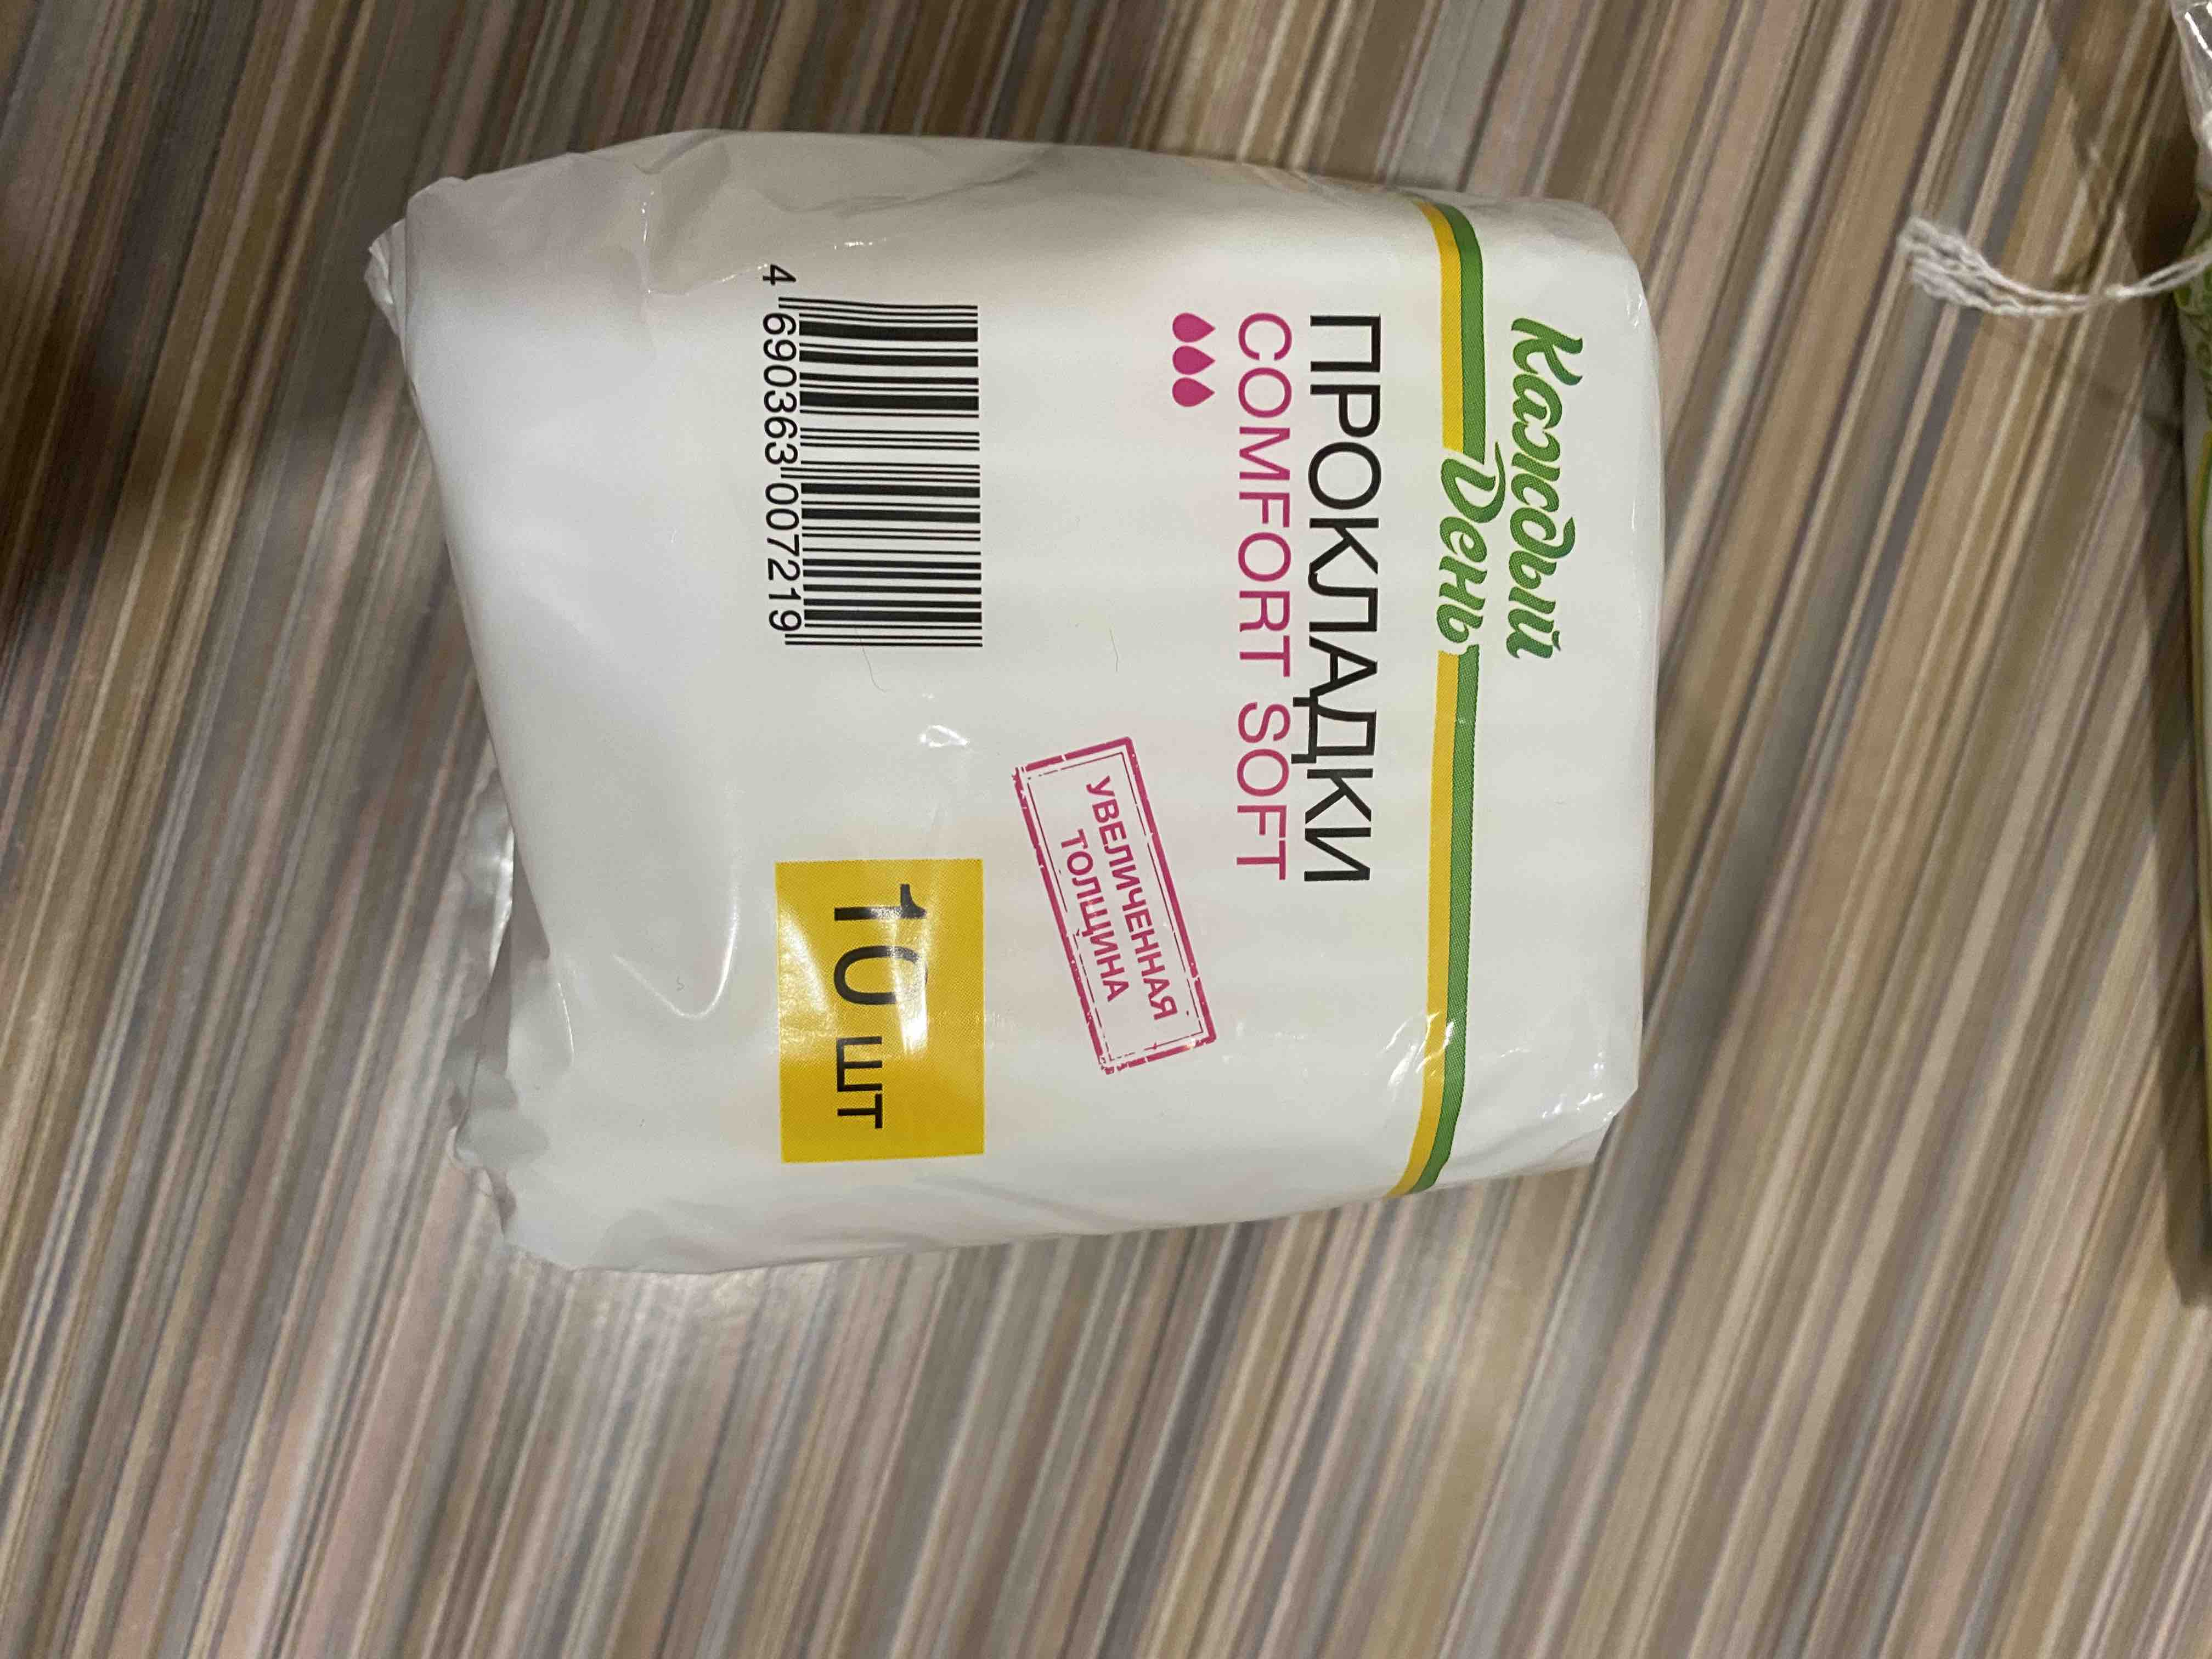 Каждый
День
ПРОКЛАДКИ
COMFORT SOFT
УВЕЛИЧЕННАЯ
ТОЛЩИНА
4 690363 007219
10 шт